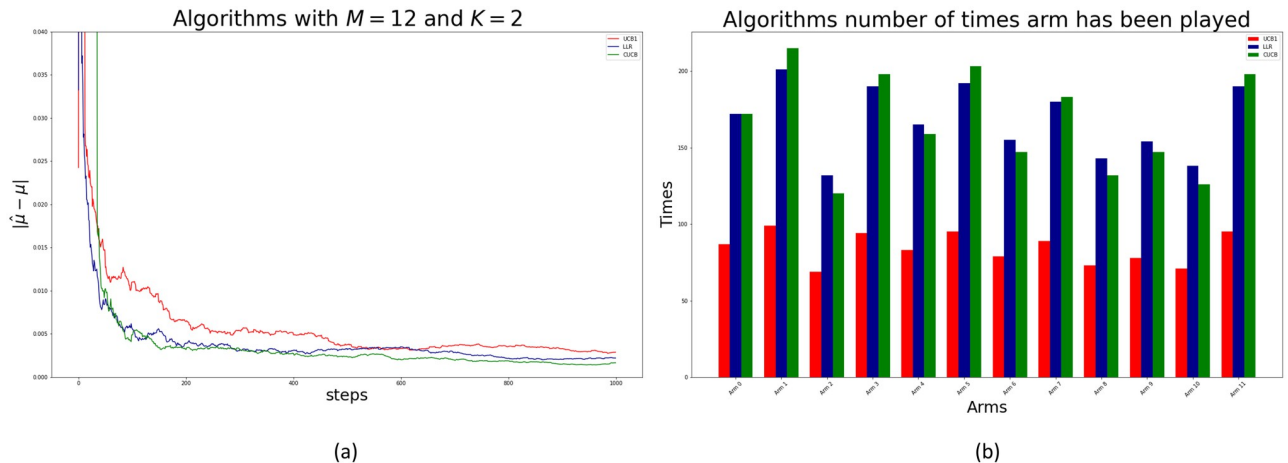 Algorithms with M = 12 and K = 2
0.040
0.035
0.030
0.025
0.020
0.015
0.010
0.005
0.000
|μ̂ − μ|
UCB1
LLR
CUCB
0
200
400
600
800
1000
steps
(a)
Algorithms number of times arm has been played
200
150
100
50
0
Times
UCB1
LLR
CUCB
Arm 0
Arm 1
Arm 2
Arm 3
Arm 4
Arm 5
Arm 6
Arm 7
Arm 8
Arm 9
Arm 10
Arm 11
Arms
(b)